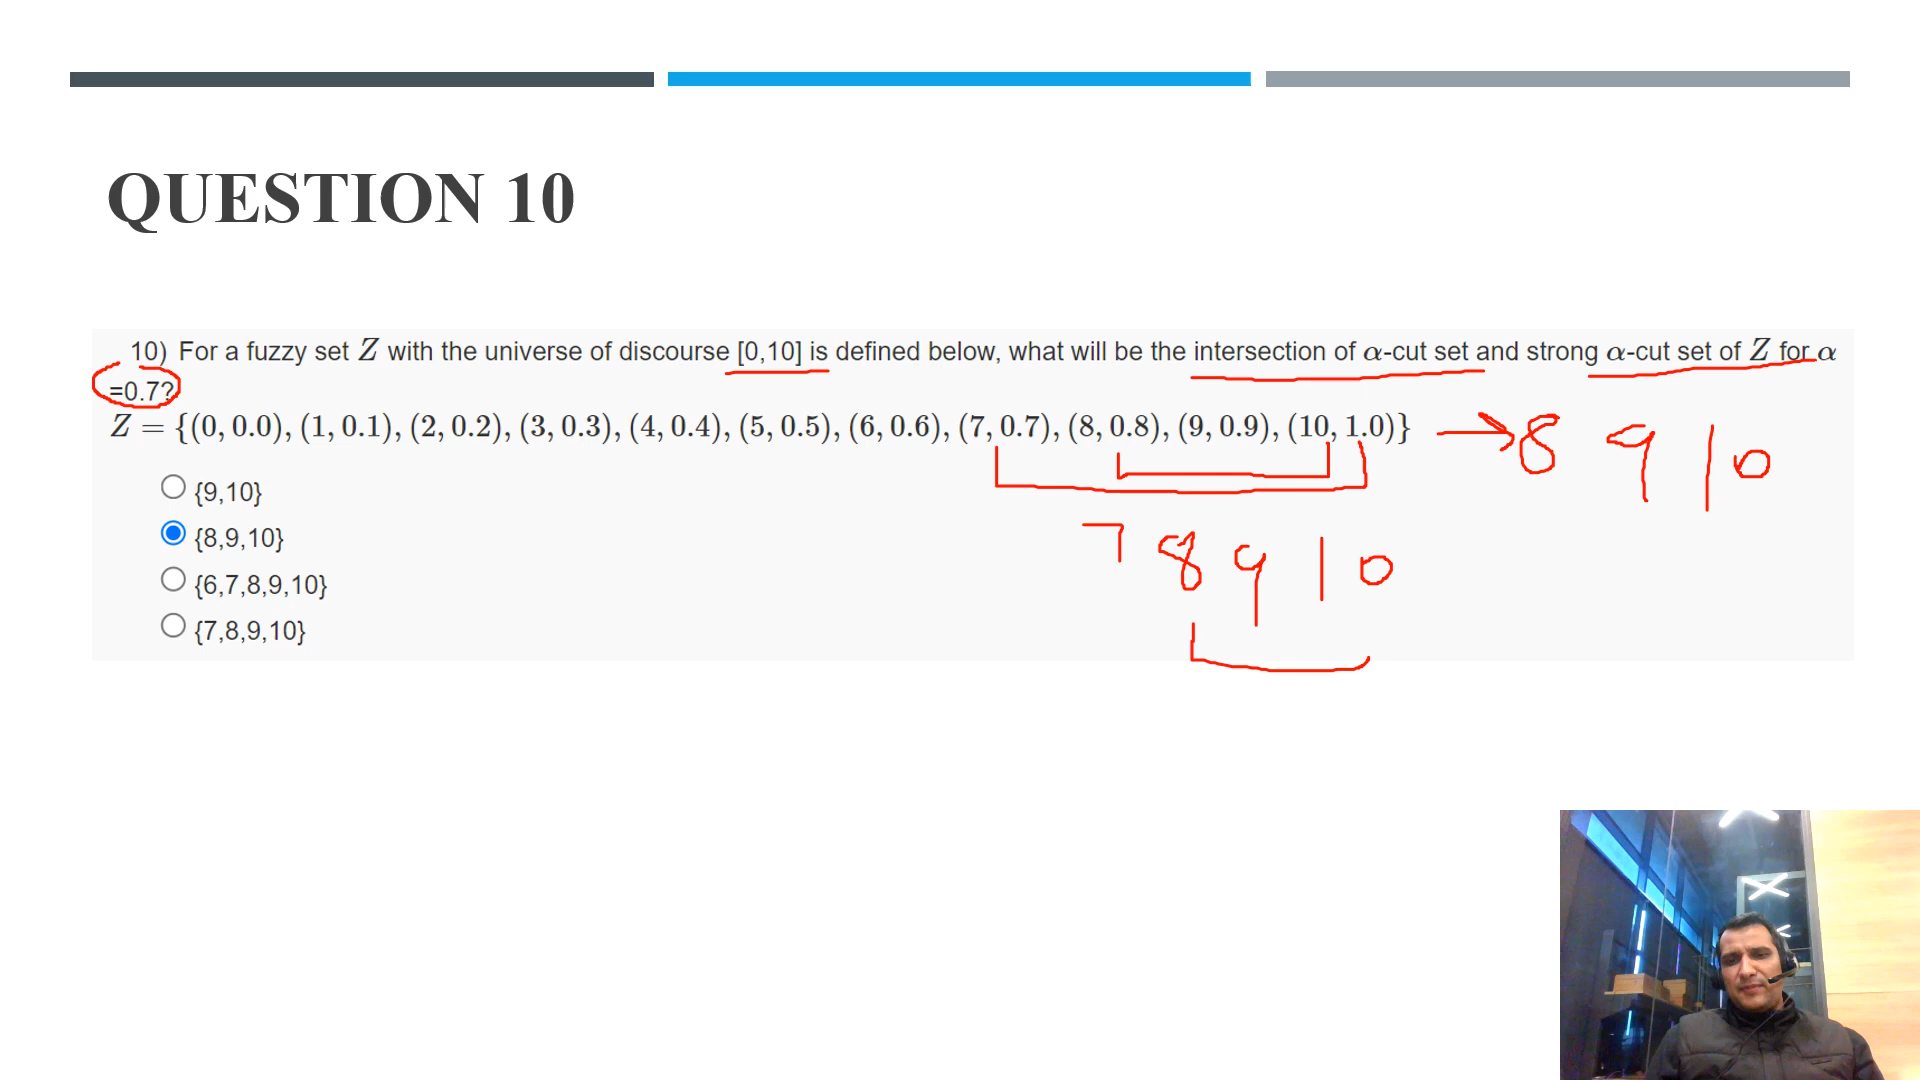 QUESTION 10
10) For a fuzzy set Z with the universe of discourse [0,10] is defined below, what will be the intersection of α-cut set and strong α-cut set of Z for α
=0.7?
Z = {(0, 0.0), (1, 0.1), (2, 0.2), (3, 0.3), (4, 0.4), (5, 0.5), (6, 0.6), (7, 0.7), (8, 0.8), (9, 0.9), (10, 1.0)} → 8 9 10
{9,10}
{8,9,10}
7 8 9 10
{6,7,8,9,10}
{7,8,9,10}